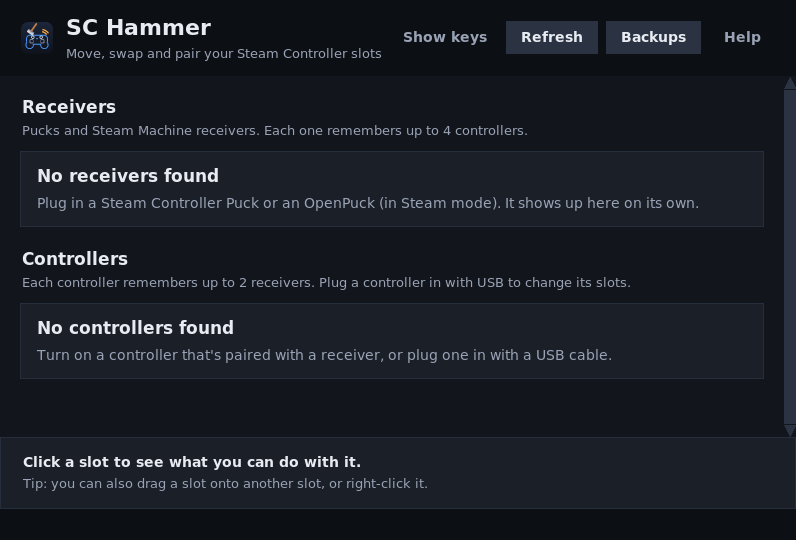 SC Hammer
Move, swap and pair your Steam Controller slots
Show keys
Refresh
Backups
Help
Receivers
Pucks and Steam Machine receivers. Each one remembers up to 4 controllers.
No receivers found
Plug in a Steam Controller Puck or an OpenPuck (in Steam mode). It shows up here on its own.
Controllers
Each controller remembers up to 2 receivers. Plug a controller in with USB to change its slots.
No controllers found
Turn on a controller that's paired with a receiver, or plug one in with a USB cable.
Click a slot to see what you can do with it.
Tip: you can also drag a slot onto another slot, or right-click it.